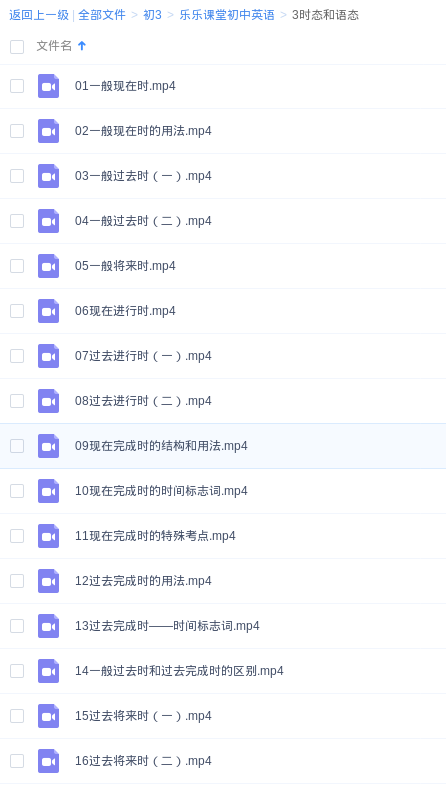 返回上一级 | 全部文件 > 初3 > 乐乐课堂初中英语 > 3时态和语态
文件名
01一般现在时.mp4
02一般现在时的用法.mp4
03一般过去时（一）.mp4
04一般过去时（二）.mp4
05一般将来时.mp4
06现在进行时.mp4
07过去进行时（一）.mp4
08过去进行时（二）.mp4
09现在完成时的结构和用法.mp4
10现在完成时的时间标志词.mp4
11现在完成时的特殊考点.mp4
12过去完成时的用法.mp4
13过去完成时——时间标志词.mp4
14一般过去时和过去完成时的区别.mp4
15过去将来时（一）.mp4
16过去将来时（二）.mp4